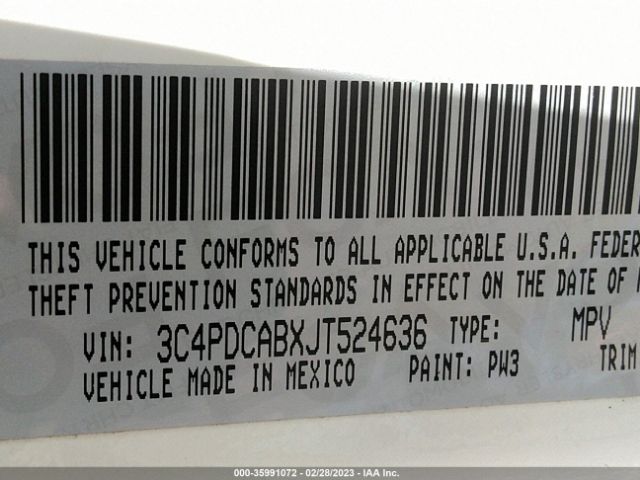 THIS VEHICLE CONFORMS TO ALL APPLICABLE U.S.A. FEDER
THEFT PREVENTION STANDARDS IN EFFECT ON THE DATE OF
VIN: 3C4PDCABXJT524636 TYPE: MPV
VEHICLE MADE IN MEXICO PAINT: PW3 TRIM
000-35991072 / 02/28/2023 - IAA Inc.